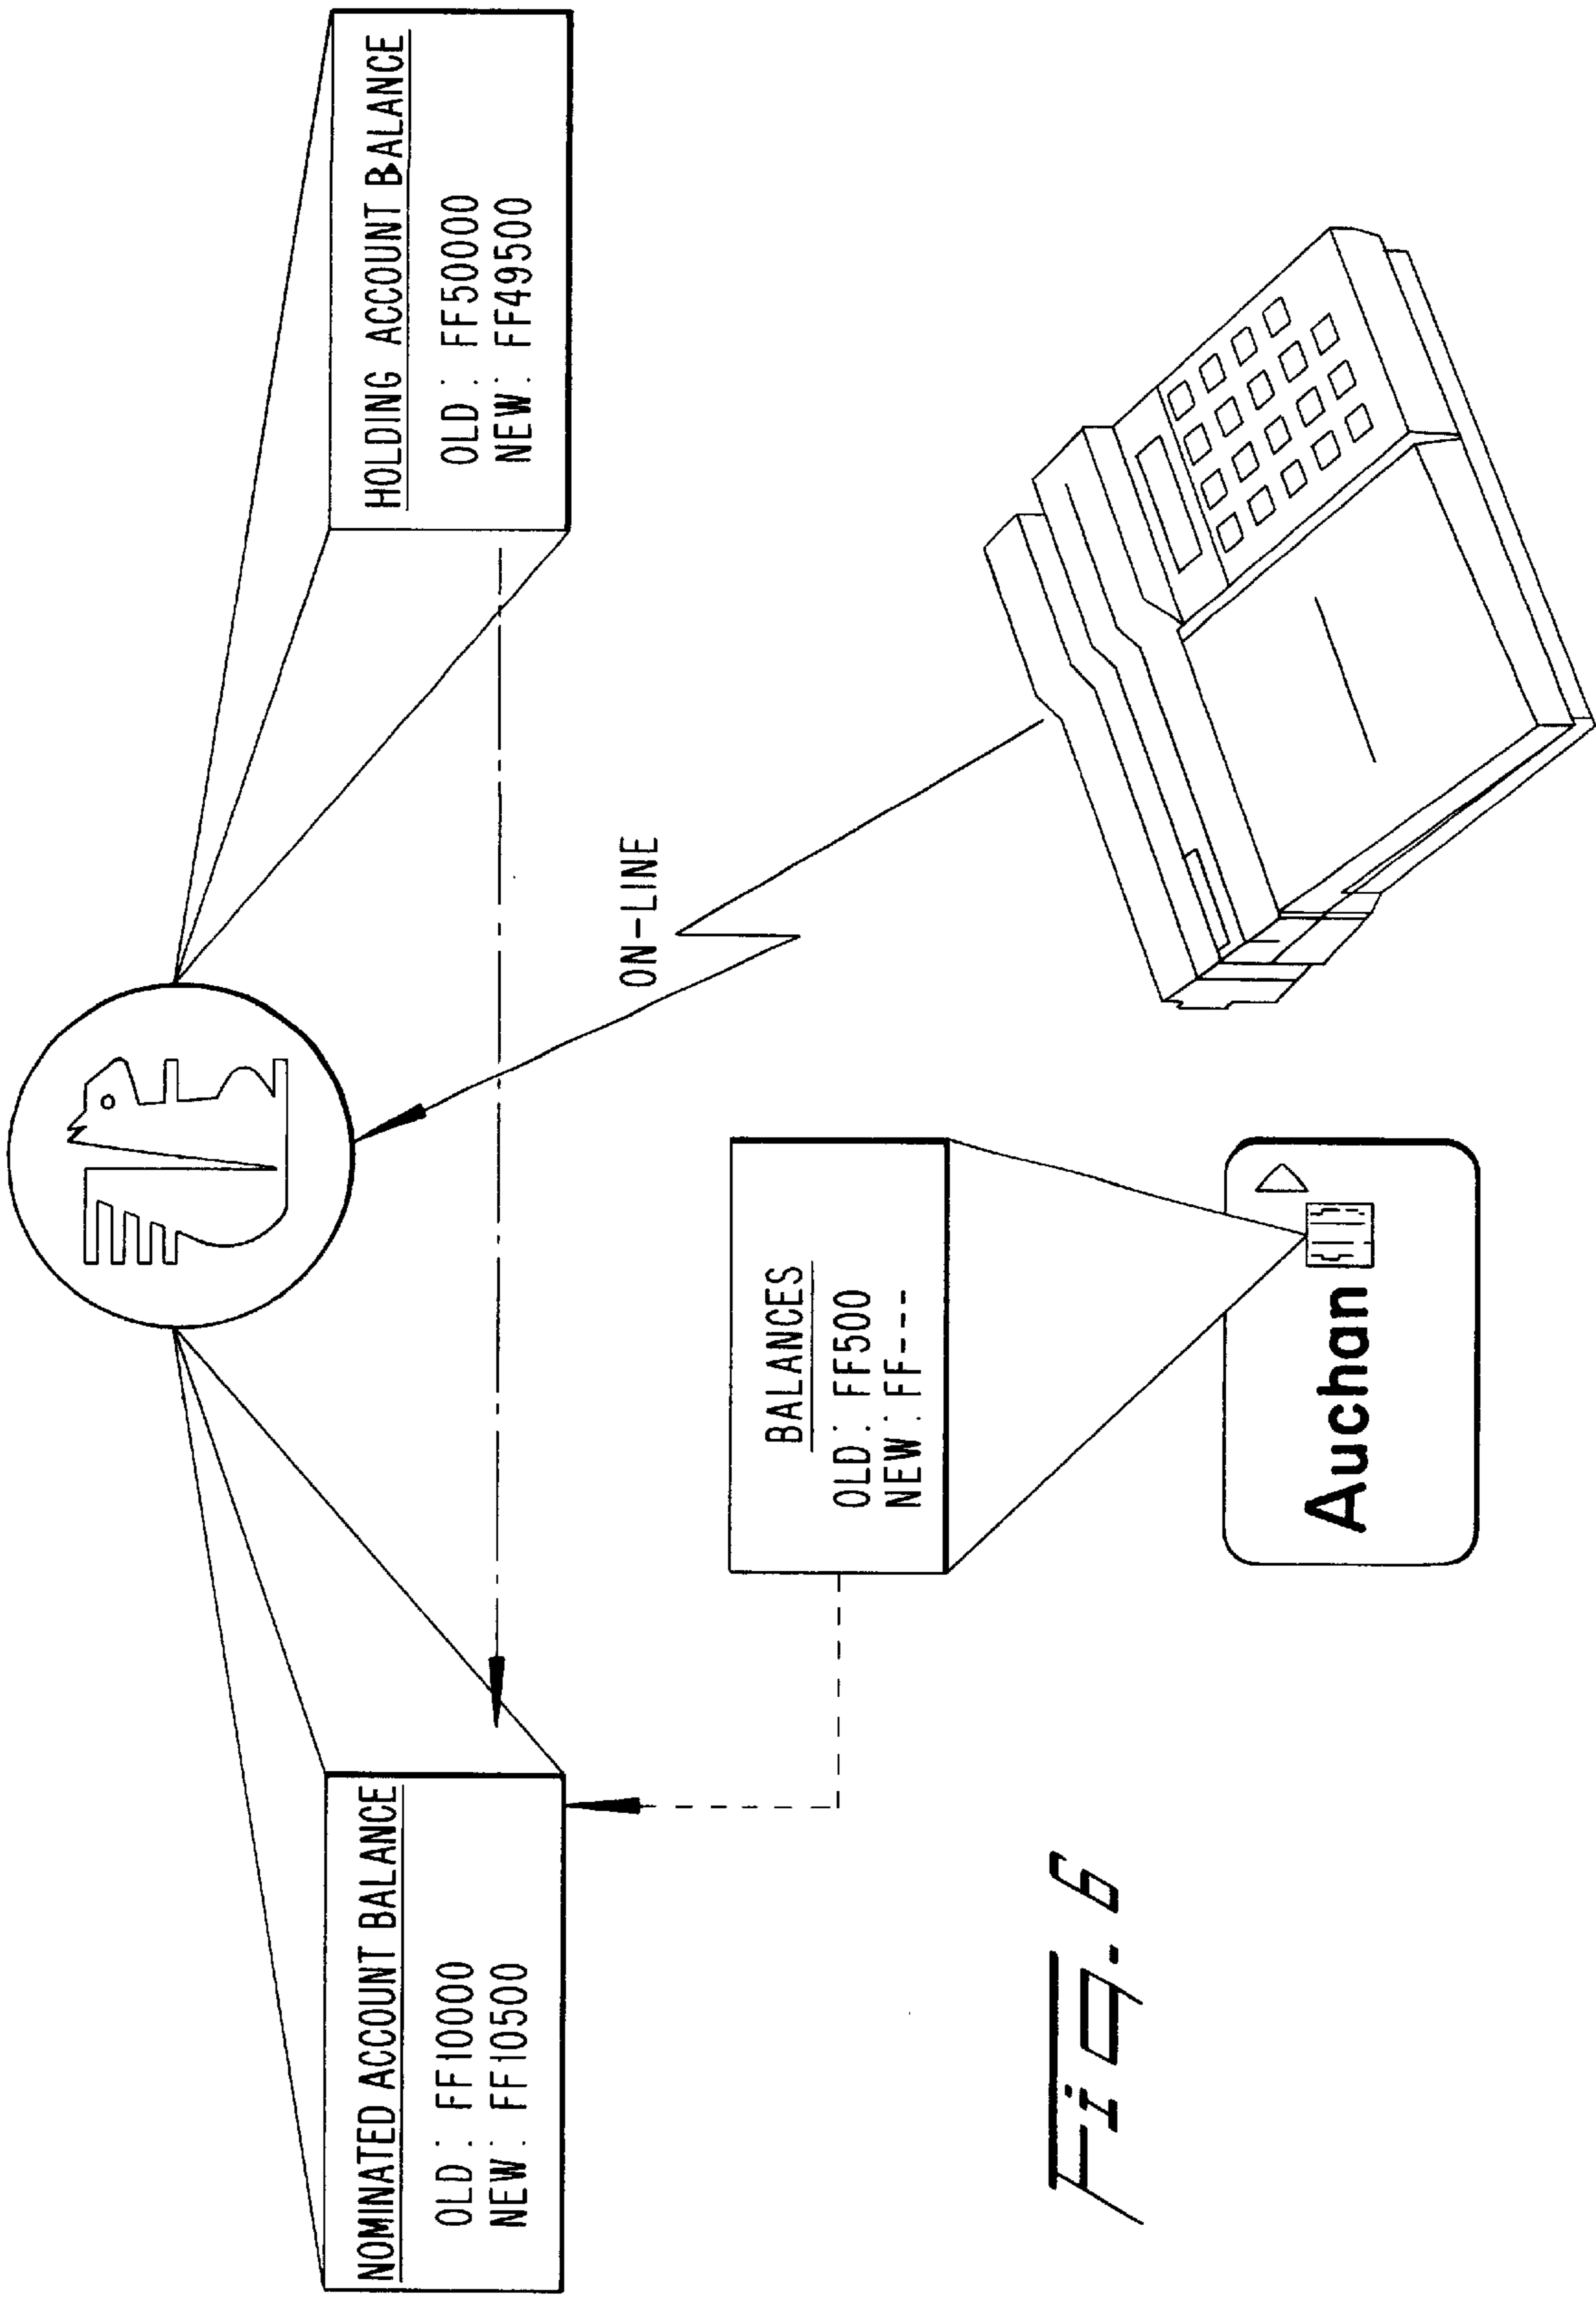 NOMINATED ACCOUNT BALANCE
OLD : FF10000
NEW : FF10500
HOLDING ACCOUNT BALANCE
OLD : FF50000
NEW : FF49500
ON-LINE
BALANCES
OLD : FF500
NEW : FF---
Auchan
Fig. 6